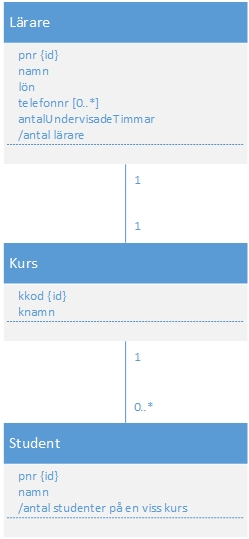 Lärare
pnr {id}
namn
lön
telefonnr [0..*]
antalUndervisadeTimmar
/antal lärare
1
1
Kurs
kkod {id}
knamn
1
0..*
Student
pnr {id}
namn
/antal studenter på en viss kurs